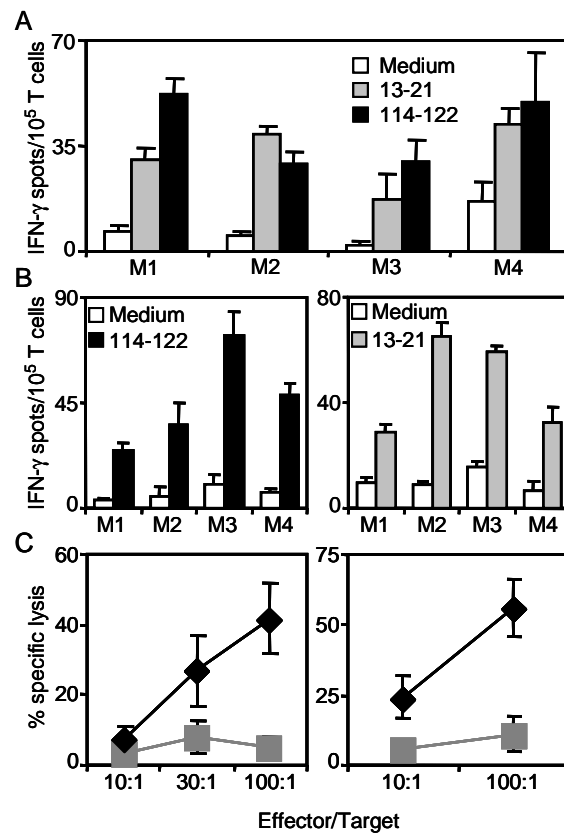 A
IFN-γ spots/10⁵ T cells
70
35
0
Medium
13-21
114-122
M1 M2 M3 M4
B
IFN-γ spots/10⁵ T cells
90
45
0
Medium
114-122
M1 M2 M3 M4
80
40
0
Medium
13-21
M1 M2 M3 M4
C
% specific lysis
60
40
20
0
10:1 30:1 100:1
75
50
25
0
10:1 100:1
Effector/Target